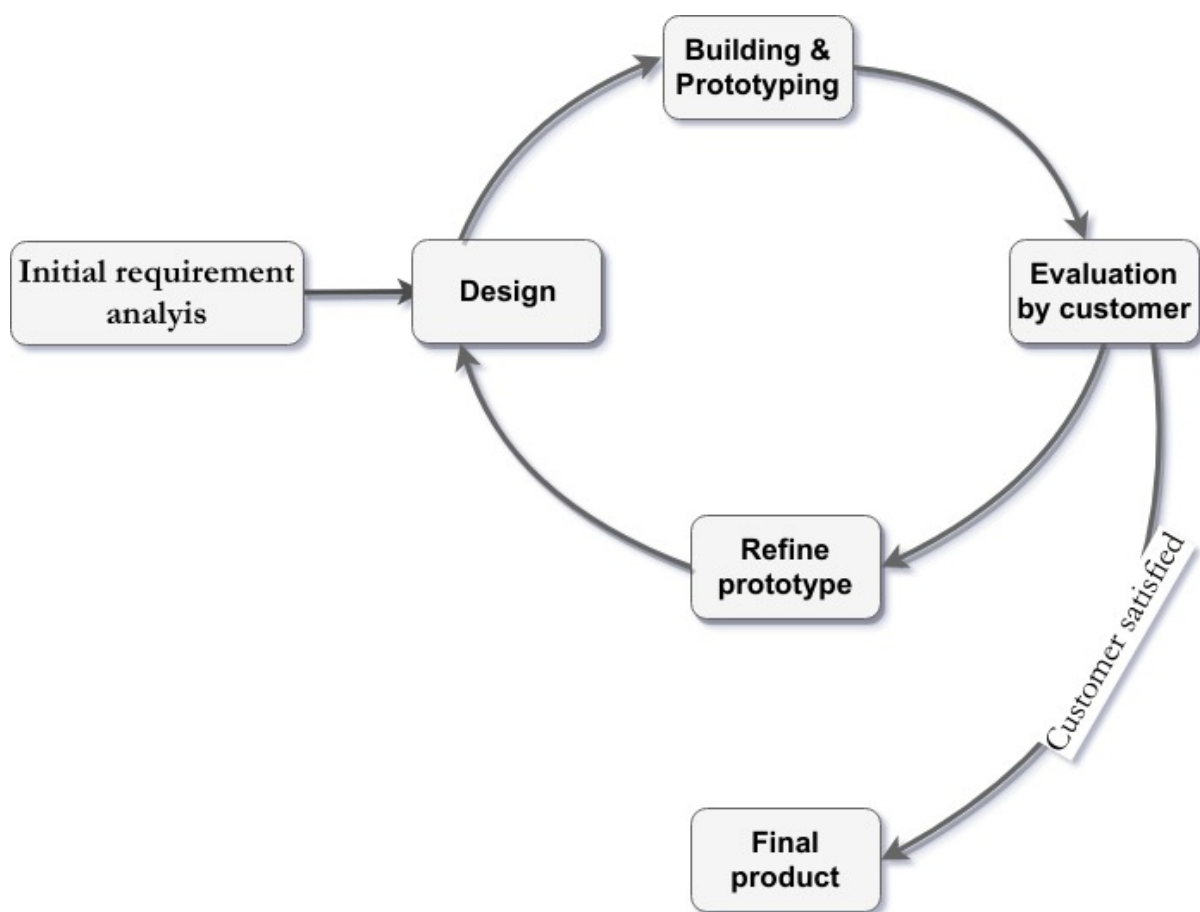 Building &
Prototyping
Initial requirement
analyis
Design
Evaluation
by customer
Refine
prototype
Customer satisfied
Final
product